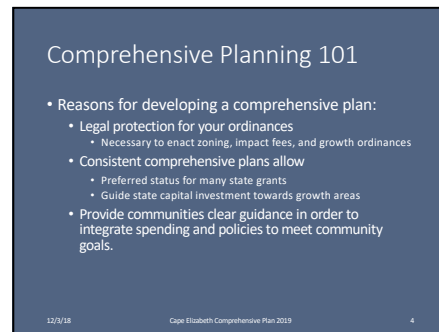 Comprehensive Planning 101
• Reasons for developing a comprehensive plan:
• Legal protection for your ordinances
• Necessary to enact zoning, impact fees, and growth ordinances
• Consistent comprehensive plans allow
• Preferred status for many state grants
• Guide state capital investment towards growth areas
• Provide communities clear guidance in order to
integrate spending and policies to meet community
goals.
12/3/18 Cape Elizabeth Comprehensive Plan 2019 4